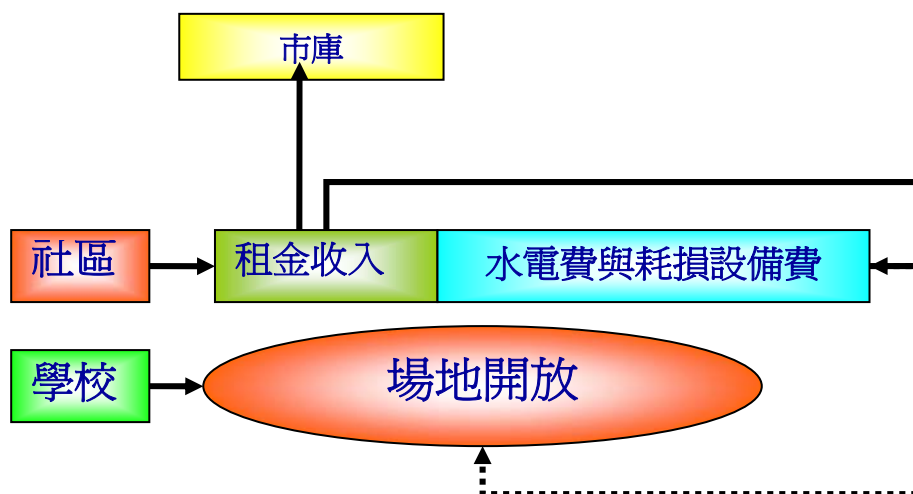 市庫
社區
租金收入
水電費與耗損設備費
學校
場地開放